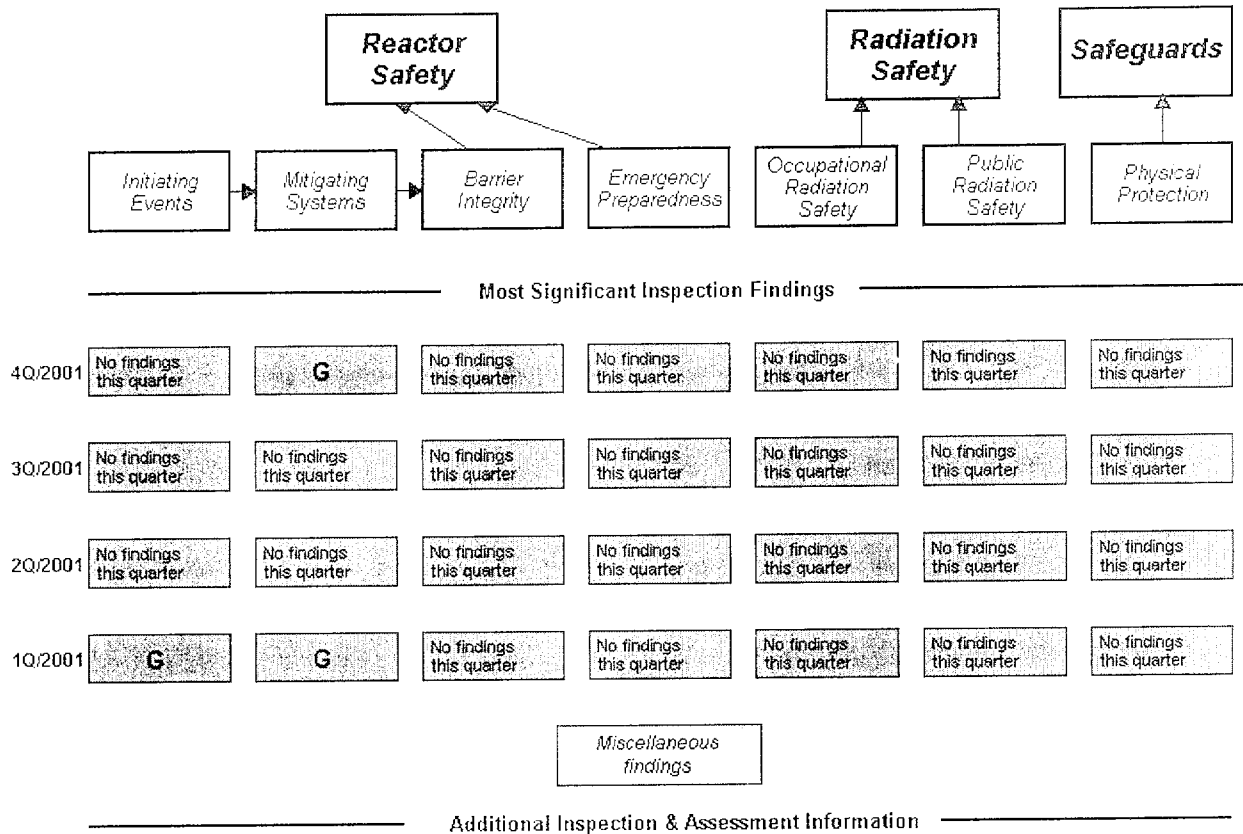 Reactor
Safety
Radiation
Safety
Safeguards
Initiating
Events
Mitigating
Systems
Barrier
Integrity
Emergency
Preparedness
Occupational
Radiation
Safety
Public
Radiation
Safety
Physical
Protection
Most Significant Inspection Findings
4Q/2001
No findings
this quarter
G
No findings
this quarter
No findings
this quarter
No findings
this quarter
No findings
this quarter
No findings
this quarter
3Q/2001
No findings
this quarter
No findings
this quarter
No findings
this quarter
No findings
this quarter
No findings
this quarter
No findings
this quarter
No findings
this quarter
2Q/2001
No findings
this quarter
No findings
this quarter
No findings
this quarter
No findings
this quarter
No findings
this quarter
No findings
this quarter
No findings
this quarter
1Q/2001
G
G
No findings
this quarter
No findings
this quarter
No findings
this quarter
No findings
this quarter
No findings
this quarter
Miscellaneous
findings
Additional Inspection & Assessment Information